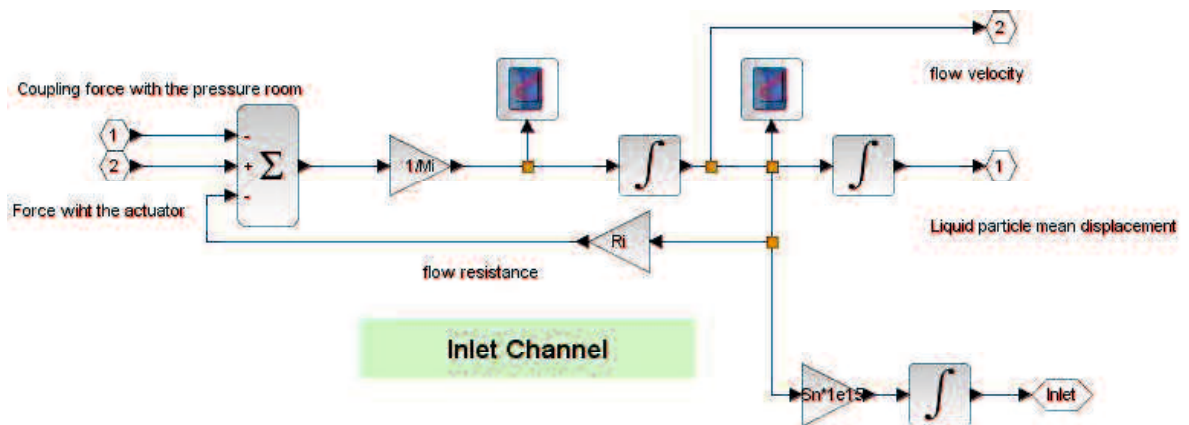 2
flow velocity
Coupling force with the pressure room
1
-
2
+
Σ
-
1/Mi
∫
∫
1
Force wiht the actuator
Ri
Liquid particle mean displacement
flow resistance
Inlet Channel
Sn*1e15
∫
Inlet